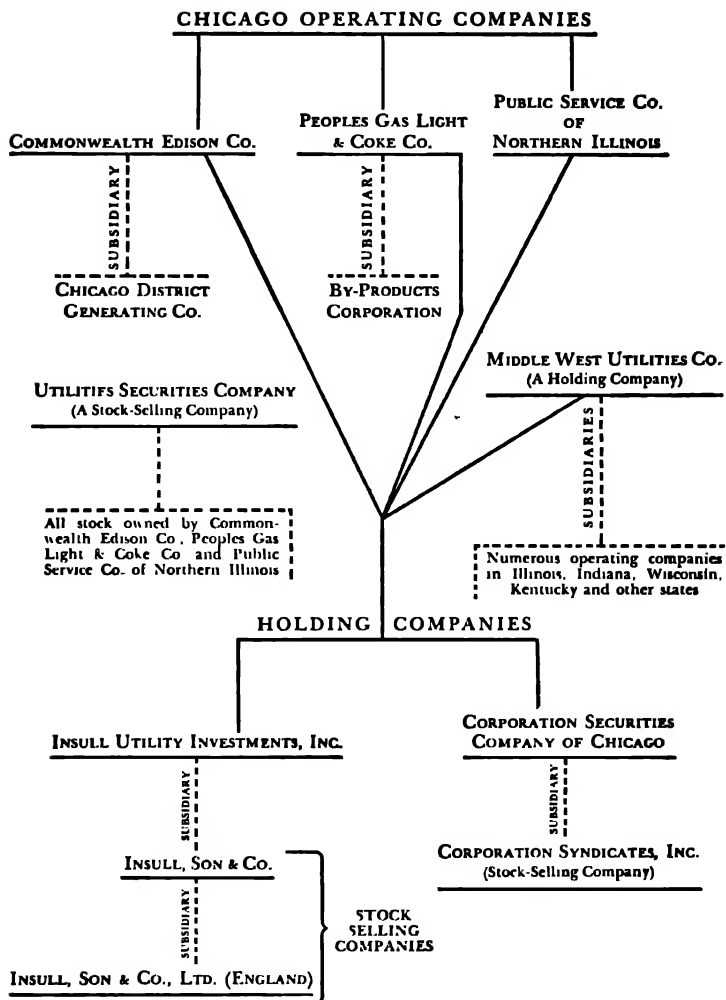 CHICAGO OPERATING COMPANIES
COMMONWEALTH EDISON CO.
PEOPLES GAS LIGHT
& COKE CO.
PUBLIC SERVICE CO.
OF
NORTHERN ILLINOIS
SUBSIDIARY
SUBSIDIARY
CHICAGO DISTRICT
GENERATING CO.
BY-PRODUCTS
CORPORATION
MIDDLE WEST UTILITIES CO.
(A Holding Company)
UTILITIFS SECURITIES COMPANY
(A Stock-Selling Company)
SUBSIDIARIES
All stock owned by Common-
wealth Edison Co., Peoples Gas
Light & Coke Co and Public
Service Co. of Northern Illinois
Numerous operating companies
in Illinois, Indiana, Wisconsin,
Kentucky and other states
HOLDING COMPANIES
INSULL UTILITY INVESTMENTS, INC.
CORPORATION SECURITIES
COMPANY OF CHICAGO
SUBSIDIARY
SUBSIDIARY
INSULL, SON & CO.
CORPORATION SYNDICATES, INC.
(Stock-Selling Company)
SUBSIDIARY
STOCK
SELLING
COMPANIES
INSULL, SON & CO., LTD. (ENGLAND)